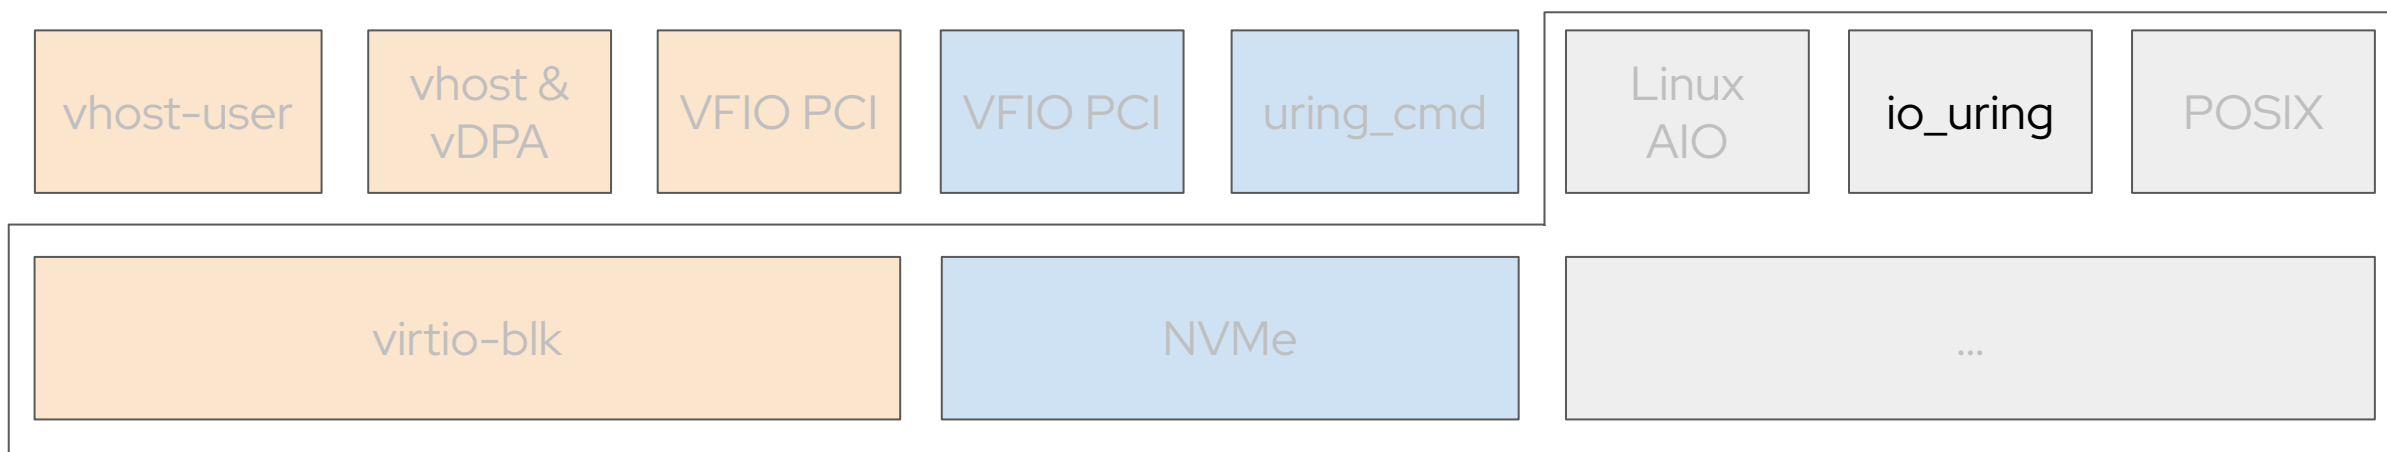 vhost-user
vhost &
vDPA
VFIO PCI
VFIO PCI
uring_cmd
Linux
AIO
io_uring
POSIX
virtio-blk
NVMe
...